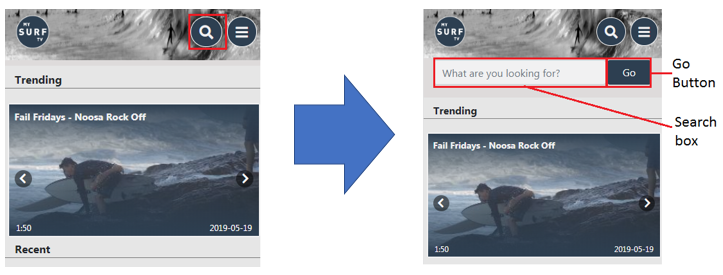 MY
SURF
TV
Trending
Fail Fridays - Noosa Rock Off
1:50
2019-05-19
Recent
MY
SURF
TV
What are you looking for?
Go
Trending
Fail Fridays - Noosa Rock Off
1:50
2019-05-19
Go
Button
Search
box